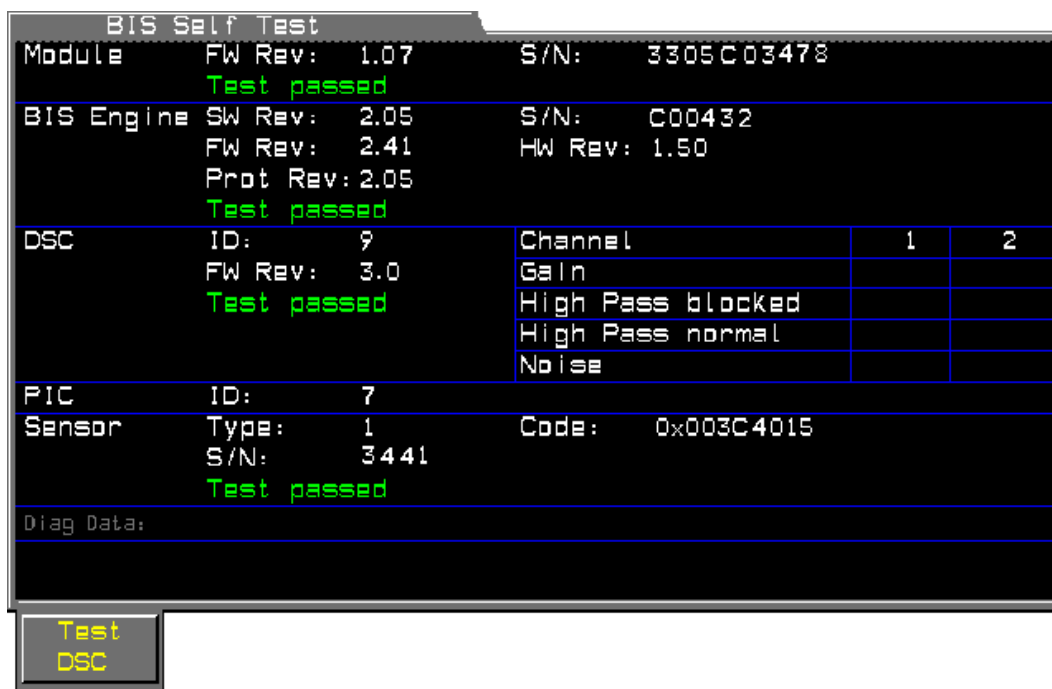 BIS Self Test
Module FW Rev: 1.07 S/N: 3305C03478
Test passed
BIS Engine SW Rev: 2.05 S/N: C00432
FW Rev: 2.41 HW Rev: 1.50
Prot Rev: 2.05
Test passed
DSC ID: 9 Channel 1 2
FW Rev: 3.0 Gain
Test passed High Pass blocked
High Pass normal
Noise
PIC ID: 7
Sensor Type: 1 Code: 0x003C4015
S/N: 3441
Test passed
Diag Data:
Test
DSC